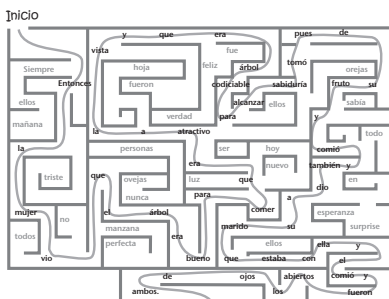 Inicio
y que era pues de
vista fue
Siempre hoja feliz árbol tomó orejas
Entonces fueron codiciable sabiduría fruto su
ellos alcanzar ellos sabía
mañana verdad para y
la a atractivo todo
la personas ser hoy comió
era nuevo también y
triste que ovejas luz que en
nunca para dio
mujer el árbol comer a esperanza
no manzana marido su surprise
todos perfecta era ellos ella y
vio bueno que estaba con el
de ojos abiertos comió y
ambos. los fueron